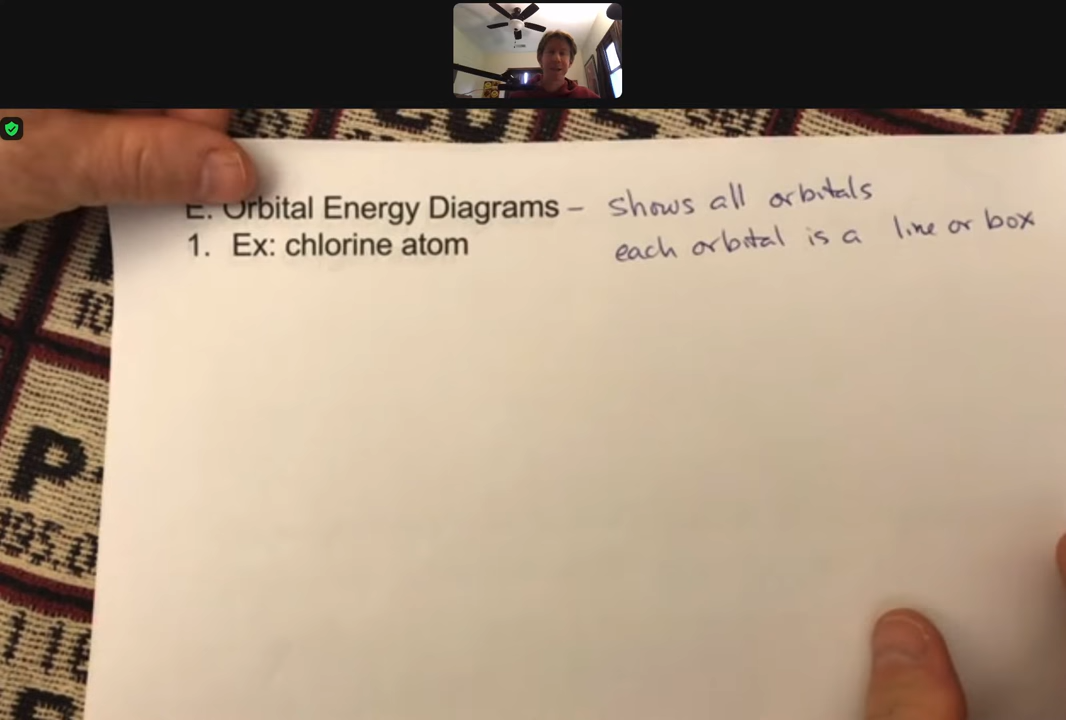 E. Orbital Energy Diagrams – shows all orbitals
1. Ex: chlorine atom each orbital is a line or box
P